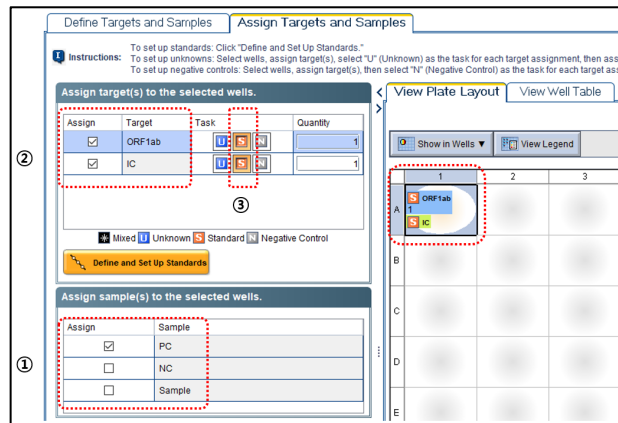 Define Targets and Samples
Assign Targets and Samples
Instructions:
To set up standards: Click "Define and Set Up Standards."
To set up unknowns: Select wells, assign target(s), select "U" (Unknown) as the task for each target assignment, then ass
To set up negative controls: Select wells, assign target(s), then select "N" (Negative Control) as the task for each target ass
Assign target(s) to the selected wells.
Assign Target Task Quantity
ORF1ab U S N 1
IC U S N 1
②
③
Mixed U Unknown S Standard N Negative Control
Define and Set Up Standards
Assign sample(s) to the selected wells.
Assign Sample
PC
NC
Sample
①
View Plate Layout
View Well Table
Show in Wells ▼
View Legend
1 2 3
A
S ORF1ab
1
S IC
B
C
D
E